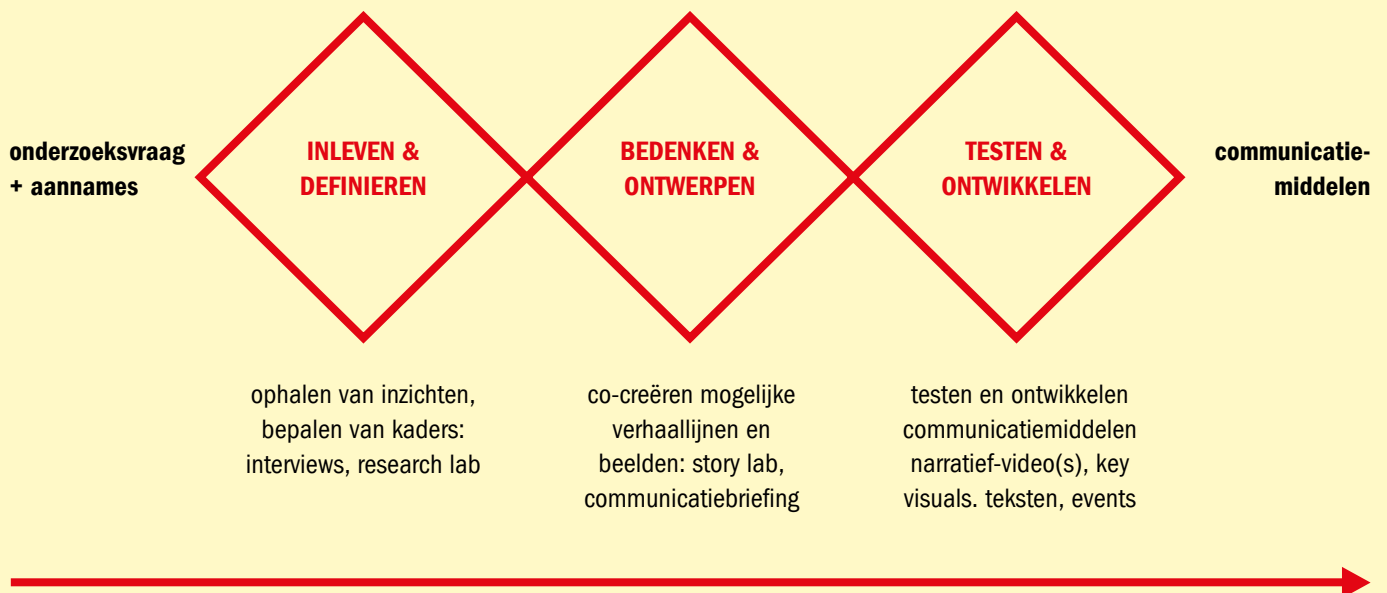 onderzoeksvraag
+ aannames
INLEVEN &
DEFINIEREN
BEDENKEN &
ONTWERPEN
TESTEN &
ONTWIKKELEN
communicatie-
middelen
ophalen van inzichten,
bepalen van kaders:
interviews, research lab
co-creëren mogelijke
verhaallijnen en
beelden: story lab,
communicatiebriefing
testen en ontwikkelen
communicatiemiddelen
narratief-video(s), key
visuals. teksten, events